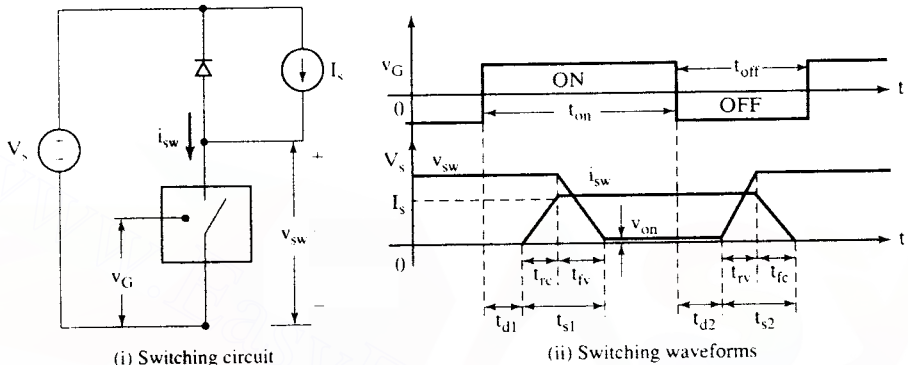 V_s
I_s
i_sw
+
v_sw
v_G
−
(i) Switching circuit
v_G
0
ON
t_on
t_off
OFF
t
V_s
v_sw
i_sw
I_s
v_on
0
t
t_rc
t_fv
t_rv
t_fc
t_d1
t_s1
t_d2
t_s2
(ii) Switching waveforms